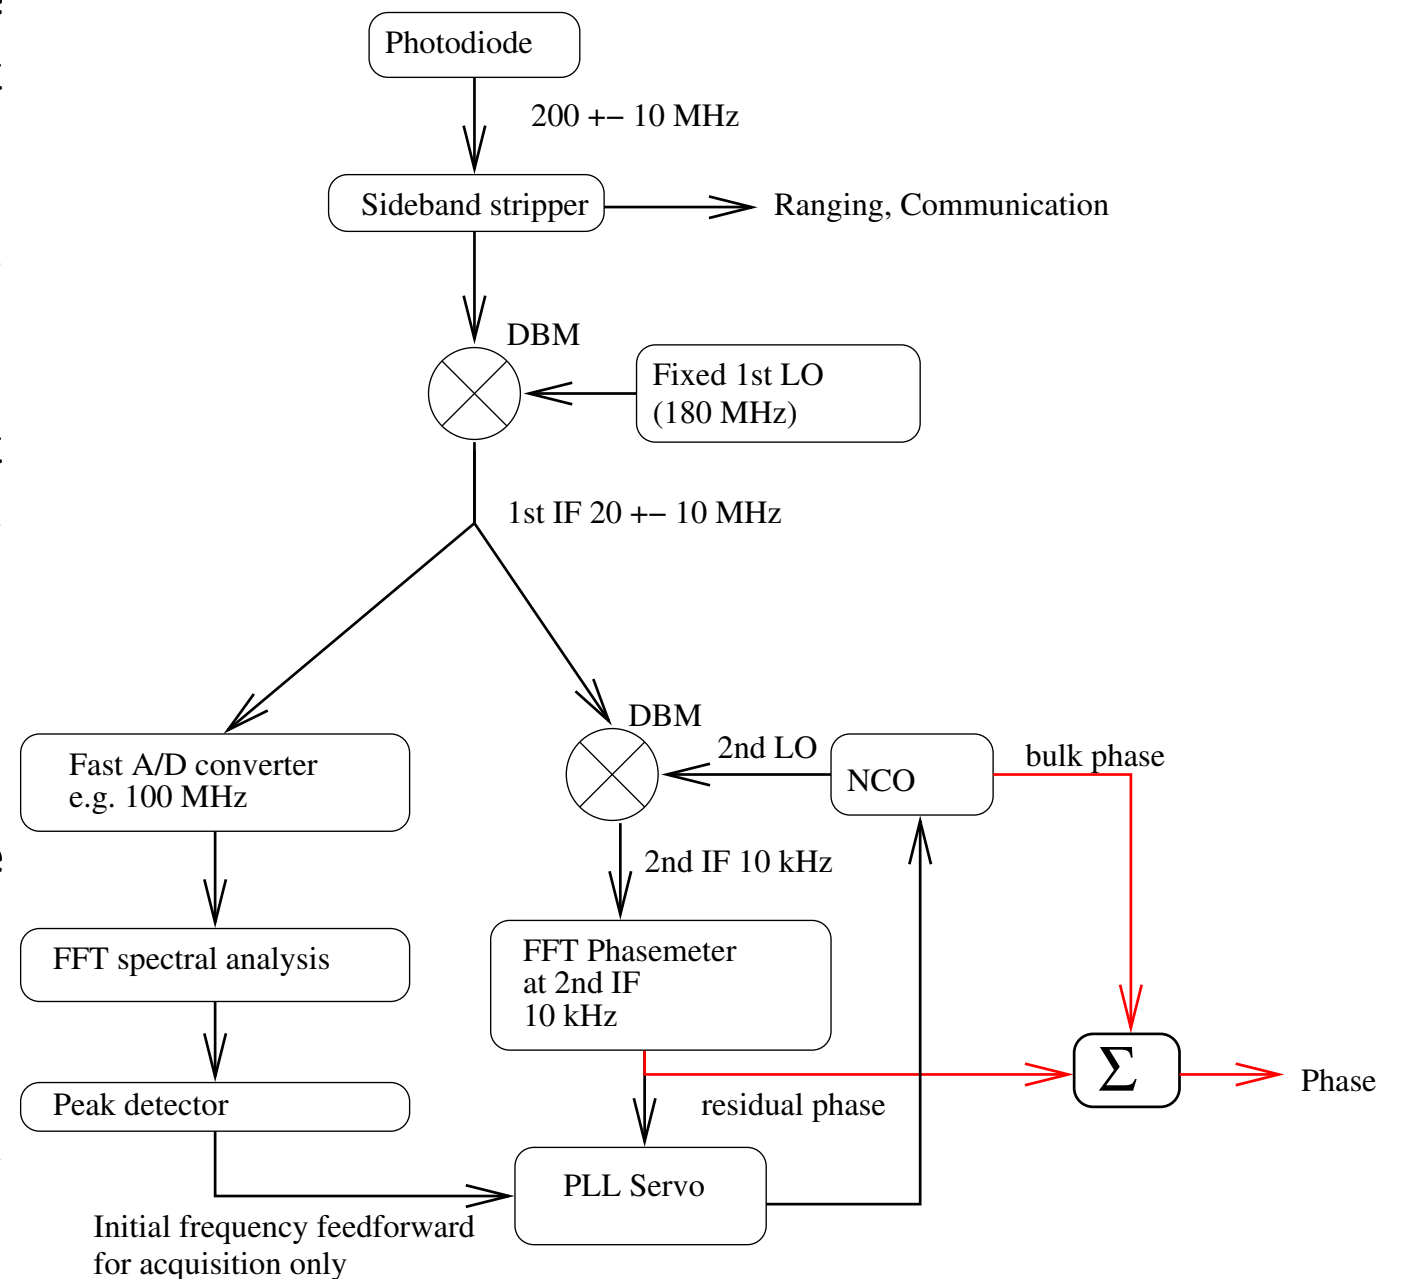 Photodiode
200 +− 10 MHz
Sideband stripper
Ranging, Communication
DBM
Fixed 1st LO
(180 MHz)
1st IF 20 +− 10 MHz
DBM
2nd LO
NCO
bulk phase
Fast A/D converter
e.g. 100 MHz
2nd IF 10 kHz
FFT spectral analysis
FFT Phasemeter
at 2nd IF
10 kHz
Σ
Phase
Peak detector
residual phase
PLL Servo
Initial frequency feedforward
for acquisition only